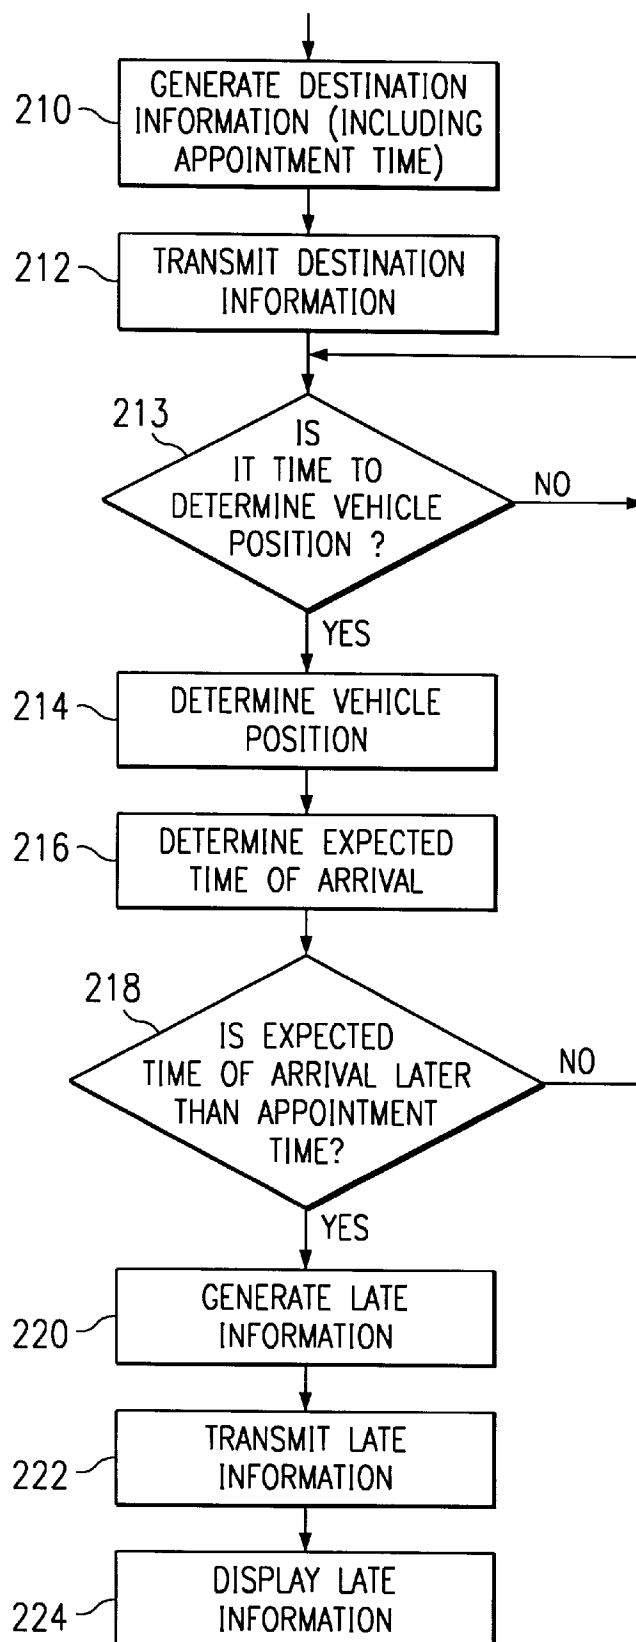 210
GENERATE DESTINATION
INFORMATION (INCLUDING
APPOINTMENT TIME)
212
TRANSMIT DESTINATION
INFORMATION
213
IS
IT TIME TO
DETERMINE VEHICLE
POSITION ?
NO
YES
214
DETERMINE VEHICLE
POSITION
216
DETERMINE EXPECTED
TIME OF ARRIVAL
218
IS EXPECTED
TIME OF ARRIVAL LATER
THAN APPOINTMENT
TIME?
NO
YES
220
GENERATE LATE
INFORMATION
222
TRANSMIT LATE
INFORMATION
224
DISPLAY LATE
INFORMATION